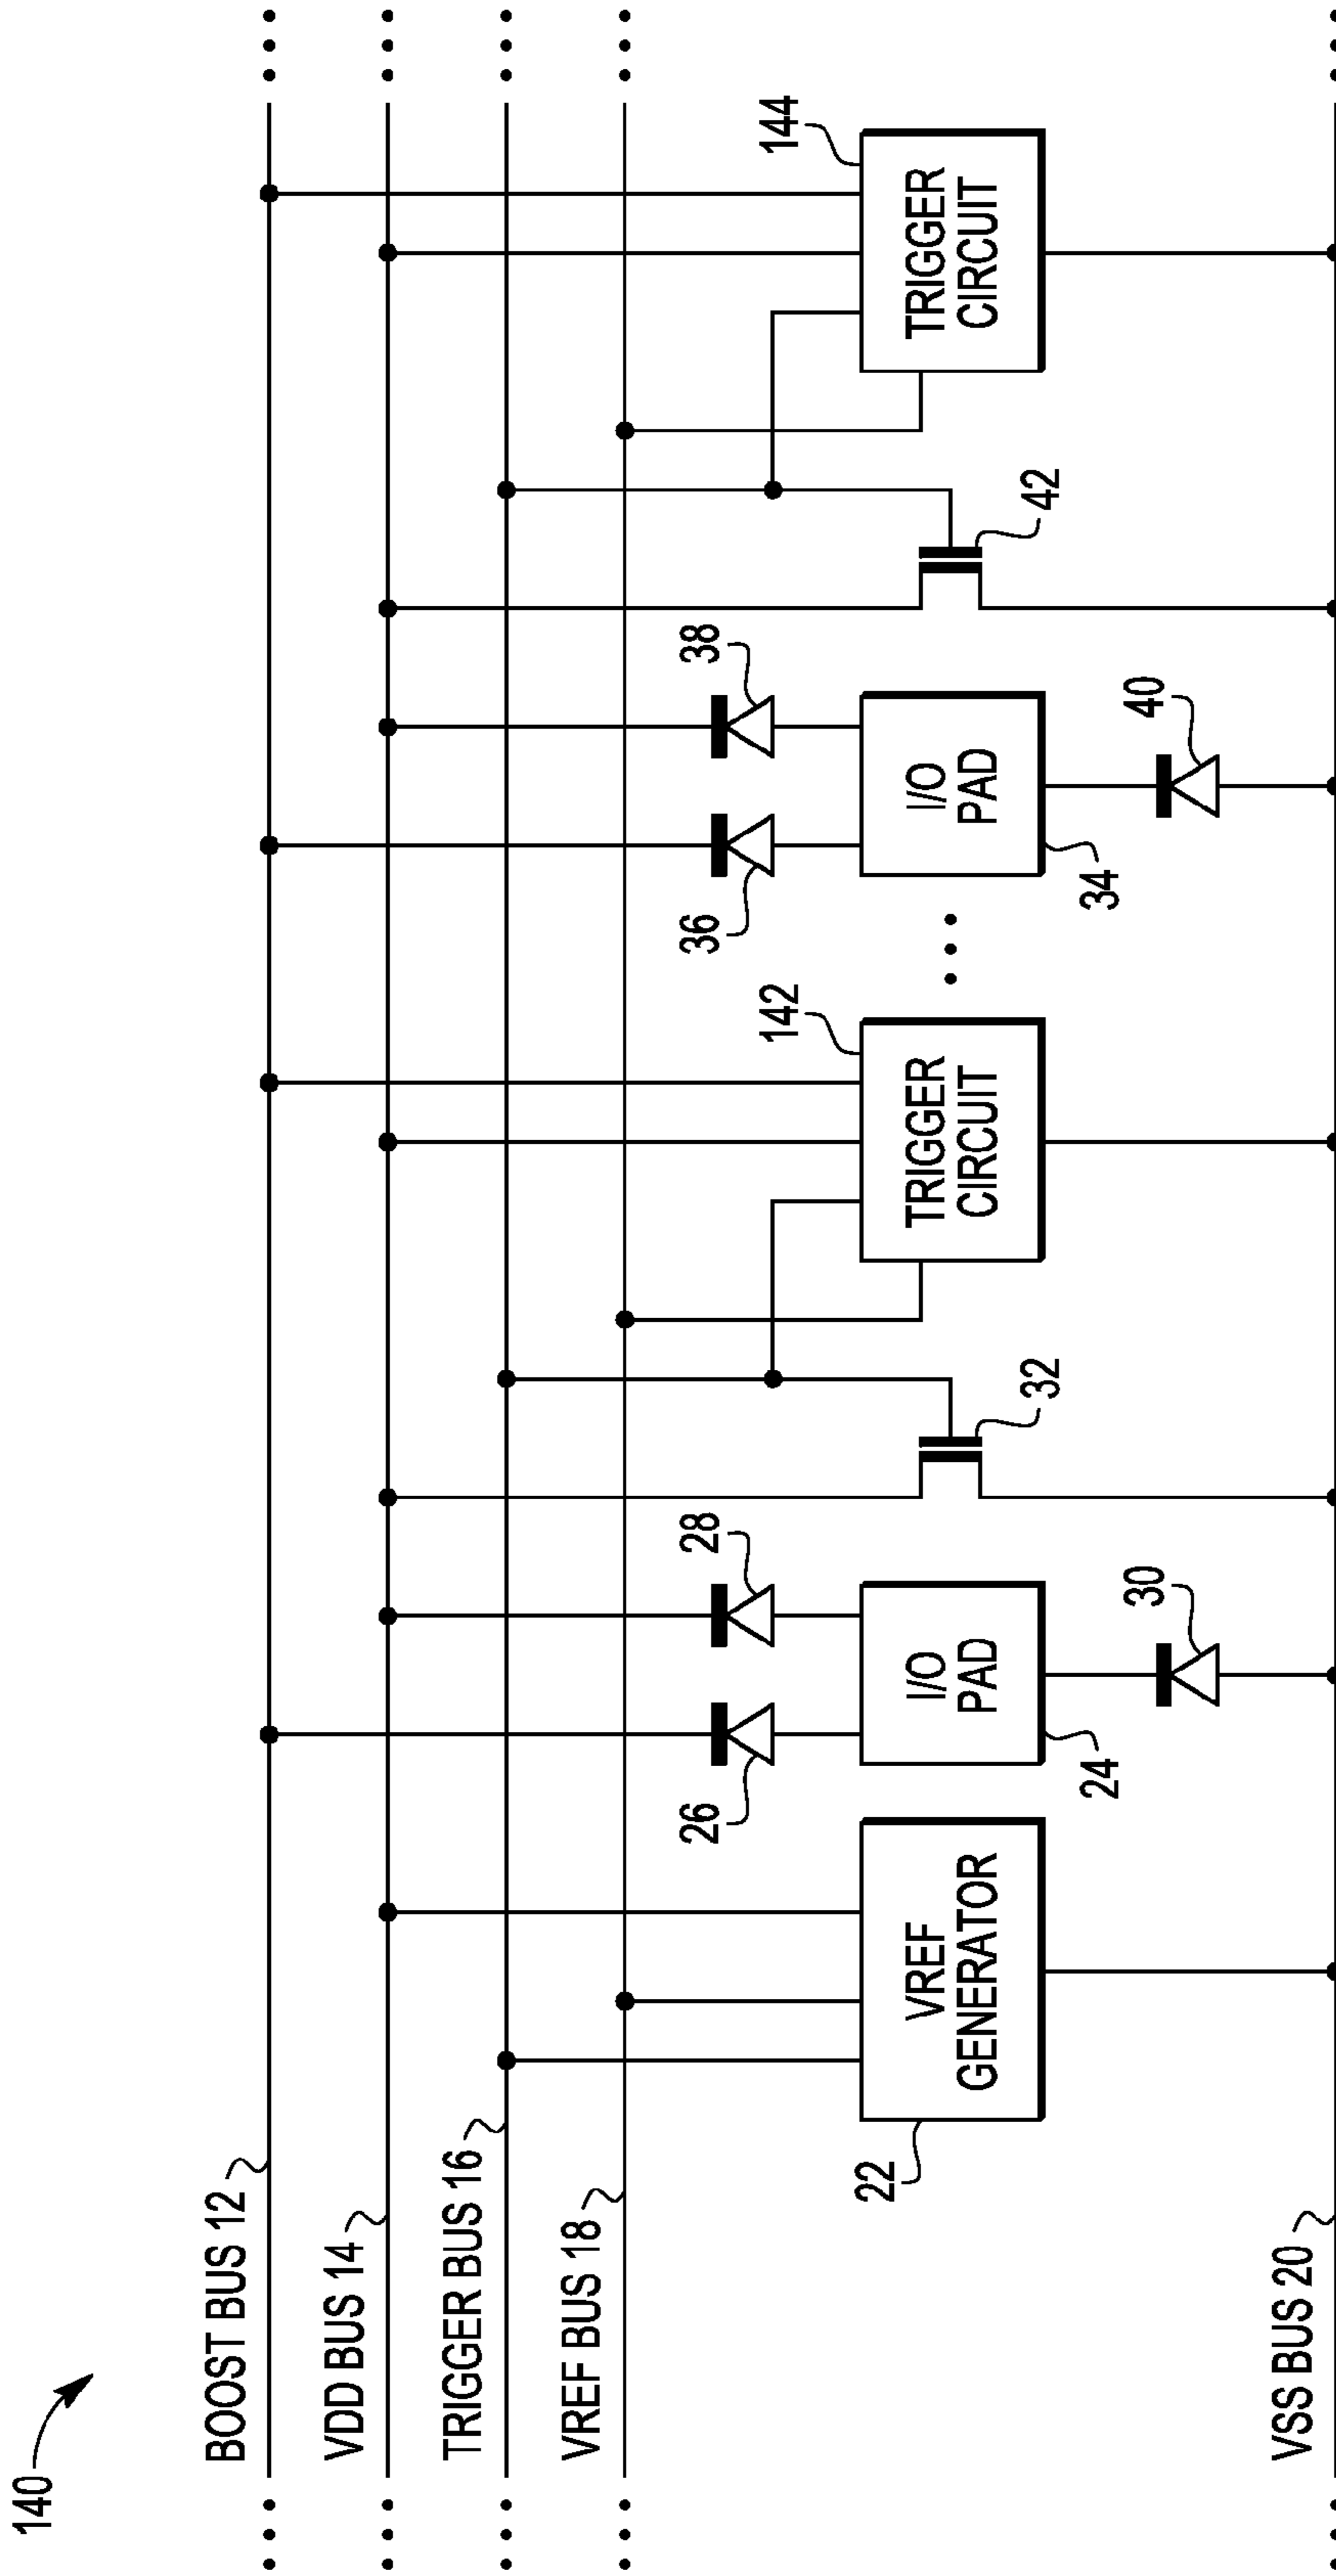 140
BOOST BUS 12
VDD BUS 14
TRIGGER BUS 16
VREF BUS 18
VSS BUS 20
22
VREF
GENERATOR
26
28
I/O
PAD
24
30
32
142
TRIGGER
CIRCUIT
36
38
I/O
PAD
34
40
42
144
TRIGGER
CIRCUIT